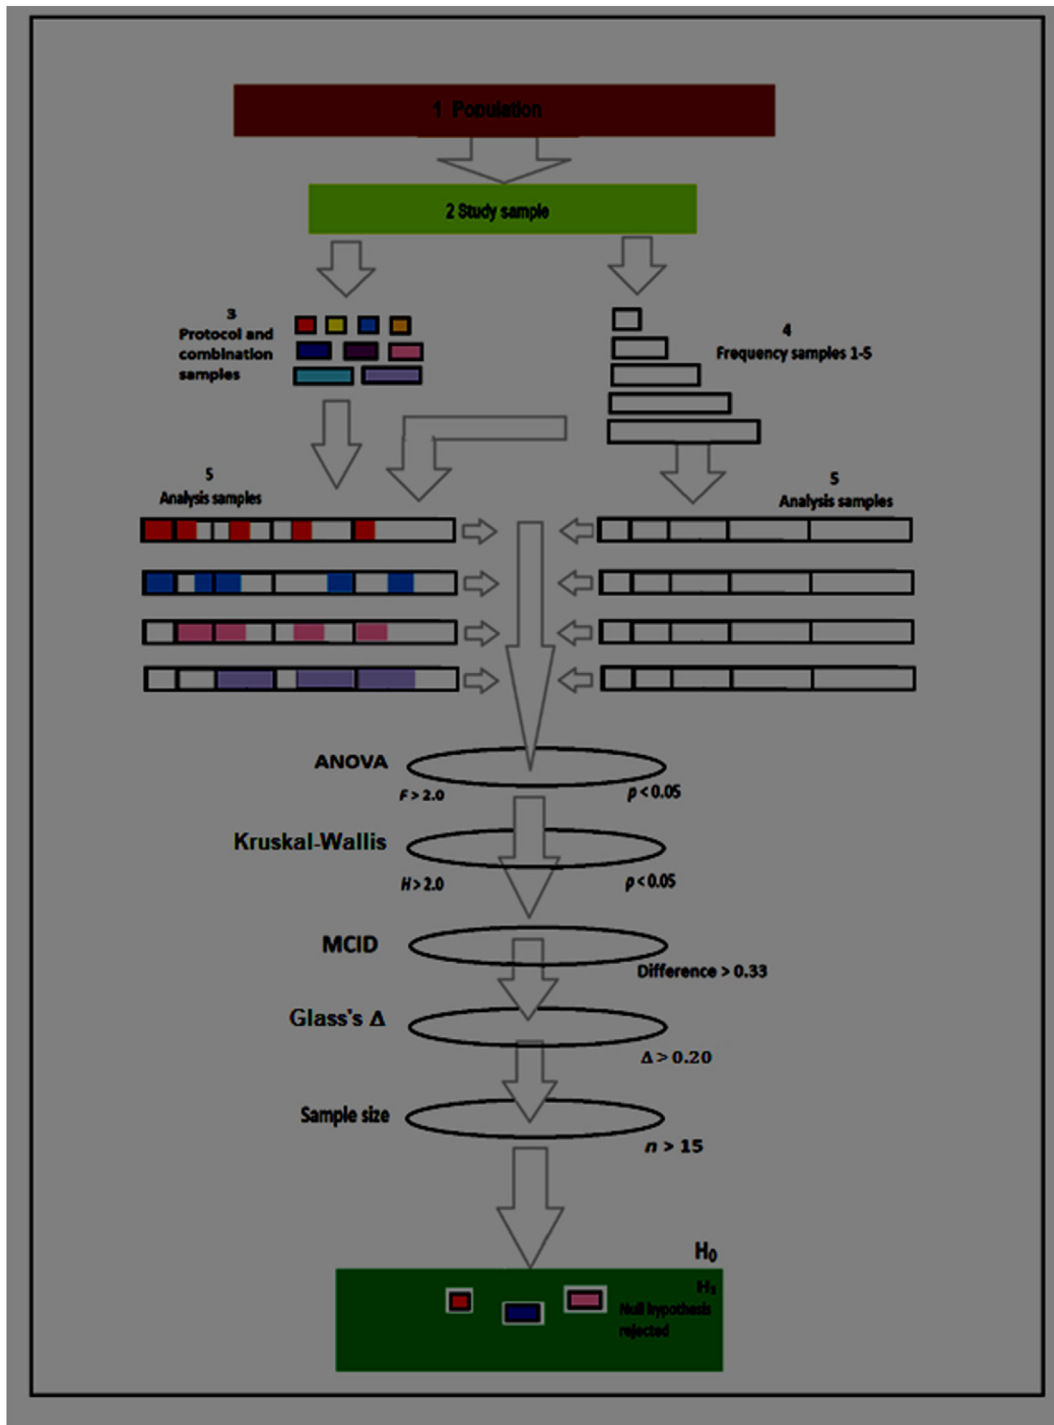 1 Population
2 Study sample
3
Protocol and
combination
samples
4
Frequency samples 1-5
5
Analysis samples
5
Analysis samples
ANOVA
F > 2.0
p < 0.05
Kruskal-Wallis
H > 2.0
p < 0.05
MCID
Difference > 0.33
Glass's Δ
Δ > 0.20
Sample size
n > 15
H₀
H₁
Null hypothesis
rejected